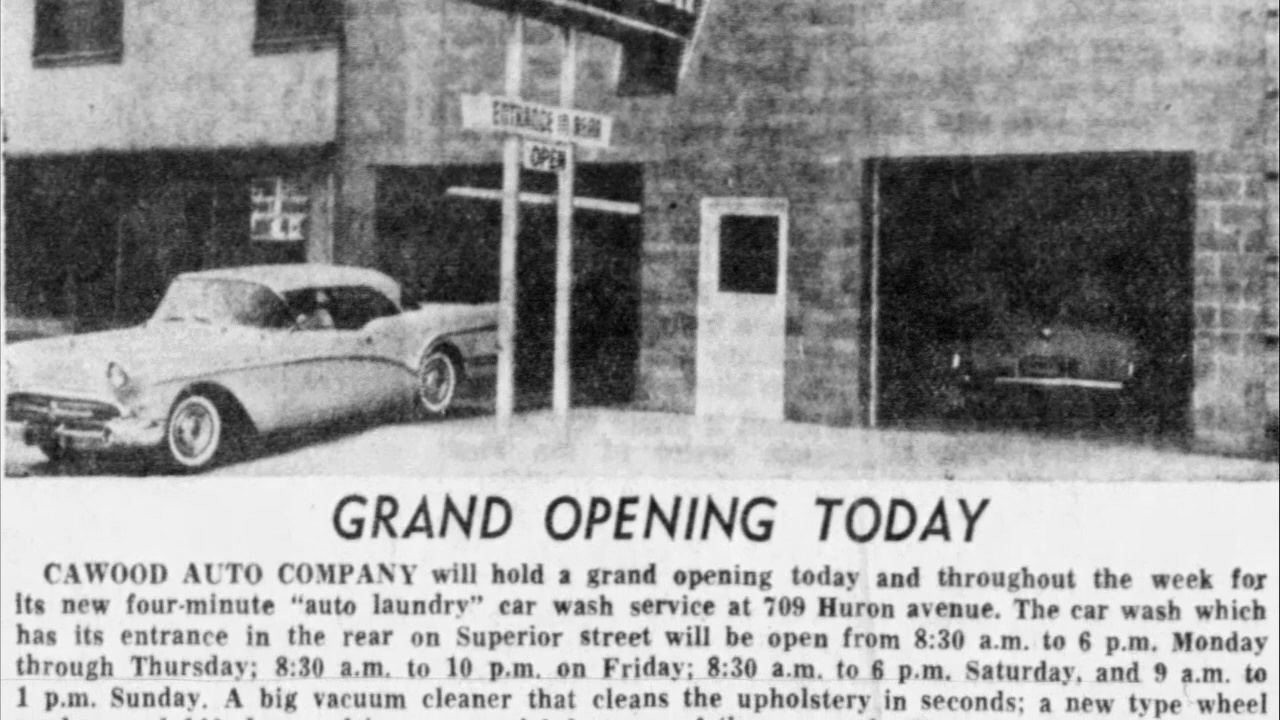 ENTRANCE IN REAR
OPEN
GRAND OPENING TODAY
CAWOOD AUTO COMPANY will hold a grand opening today and throughout the week for
its new four-minute "auto laundry" car wash service at 709 Huron avenue. The car wash which
has its entrance in the rear on Superior street will be open from 8:30 a.m. to 6 p.m. Monday
through Thursday; 8:30 a.m. to 10 p.m. on Friday; 8:30 a.m. to 6 p.m. Saturday, and 9 a.m. to
1 p.m. Sunday. A big vacuum cleaner that cleans the upholstery in seconds; a new type wheel